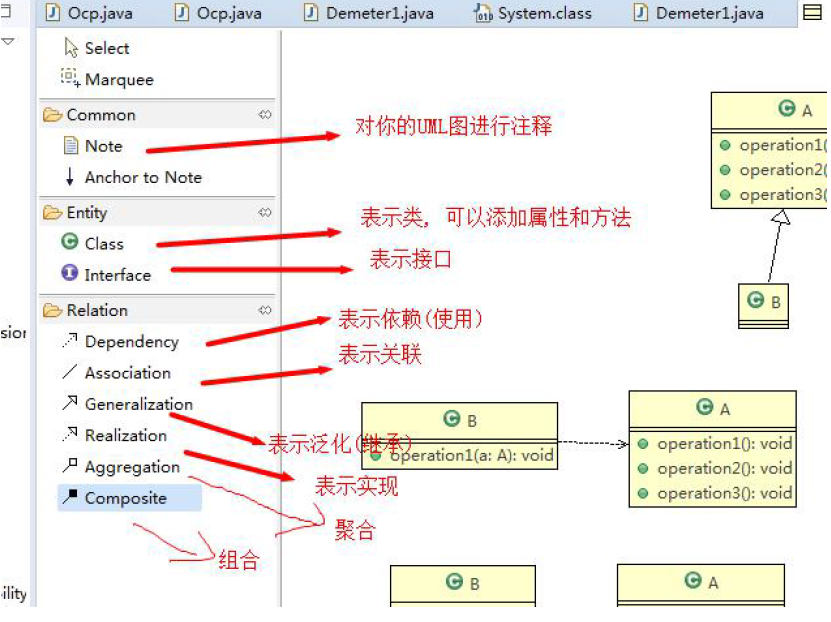 Ocp.java
Ocp.java
Demeter1.java
System.class
Demeter1.java
Select
Marquee
Common
Note
对你的UML图进行注释
Anchor to Note
Entity
Class
表示类, 可以添加属性和方法
Interface
表示接口
Relation
Dependency
表示依赖(使用)
Association
表示关联
Generalization
表示泛化(继承)
Realization
表示实现
Aggregation
聚合
Composite
组合
A
operation1(
operation2(
operation3(
B
B
operation1(a: A): void
A
operation1(): void
operation2(): void
operation3(): void
B
A
sion
ility